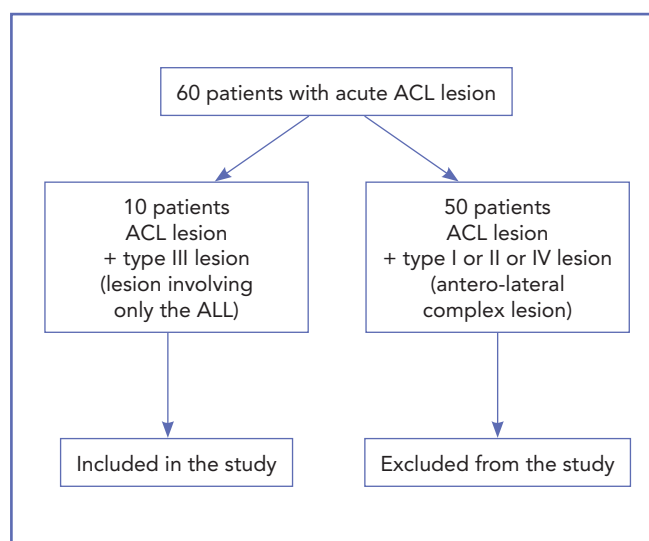 60 patients with acute ACL lesion
10 patients
ACL lesion
+ type III lesion
(lesion involving
only the ALL)
50 patients
ACL lesion
+ type I or II or IV lesion
(antero-lateral
complex lesion)
Included in the study
Excluded from the study